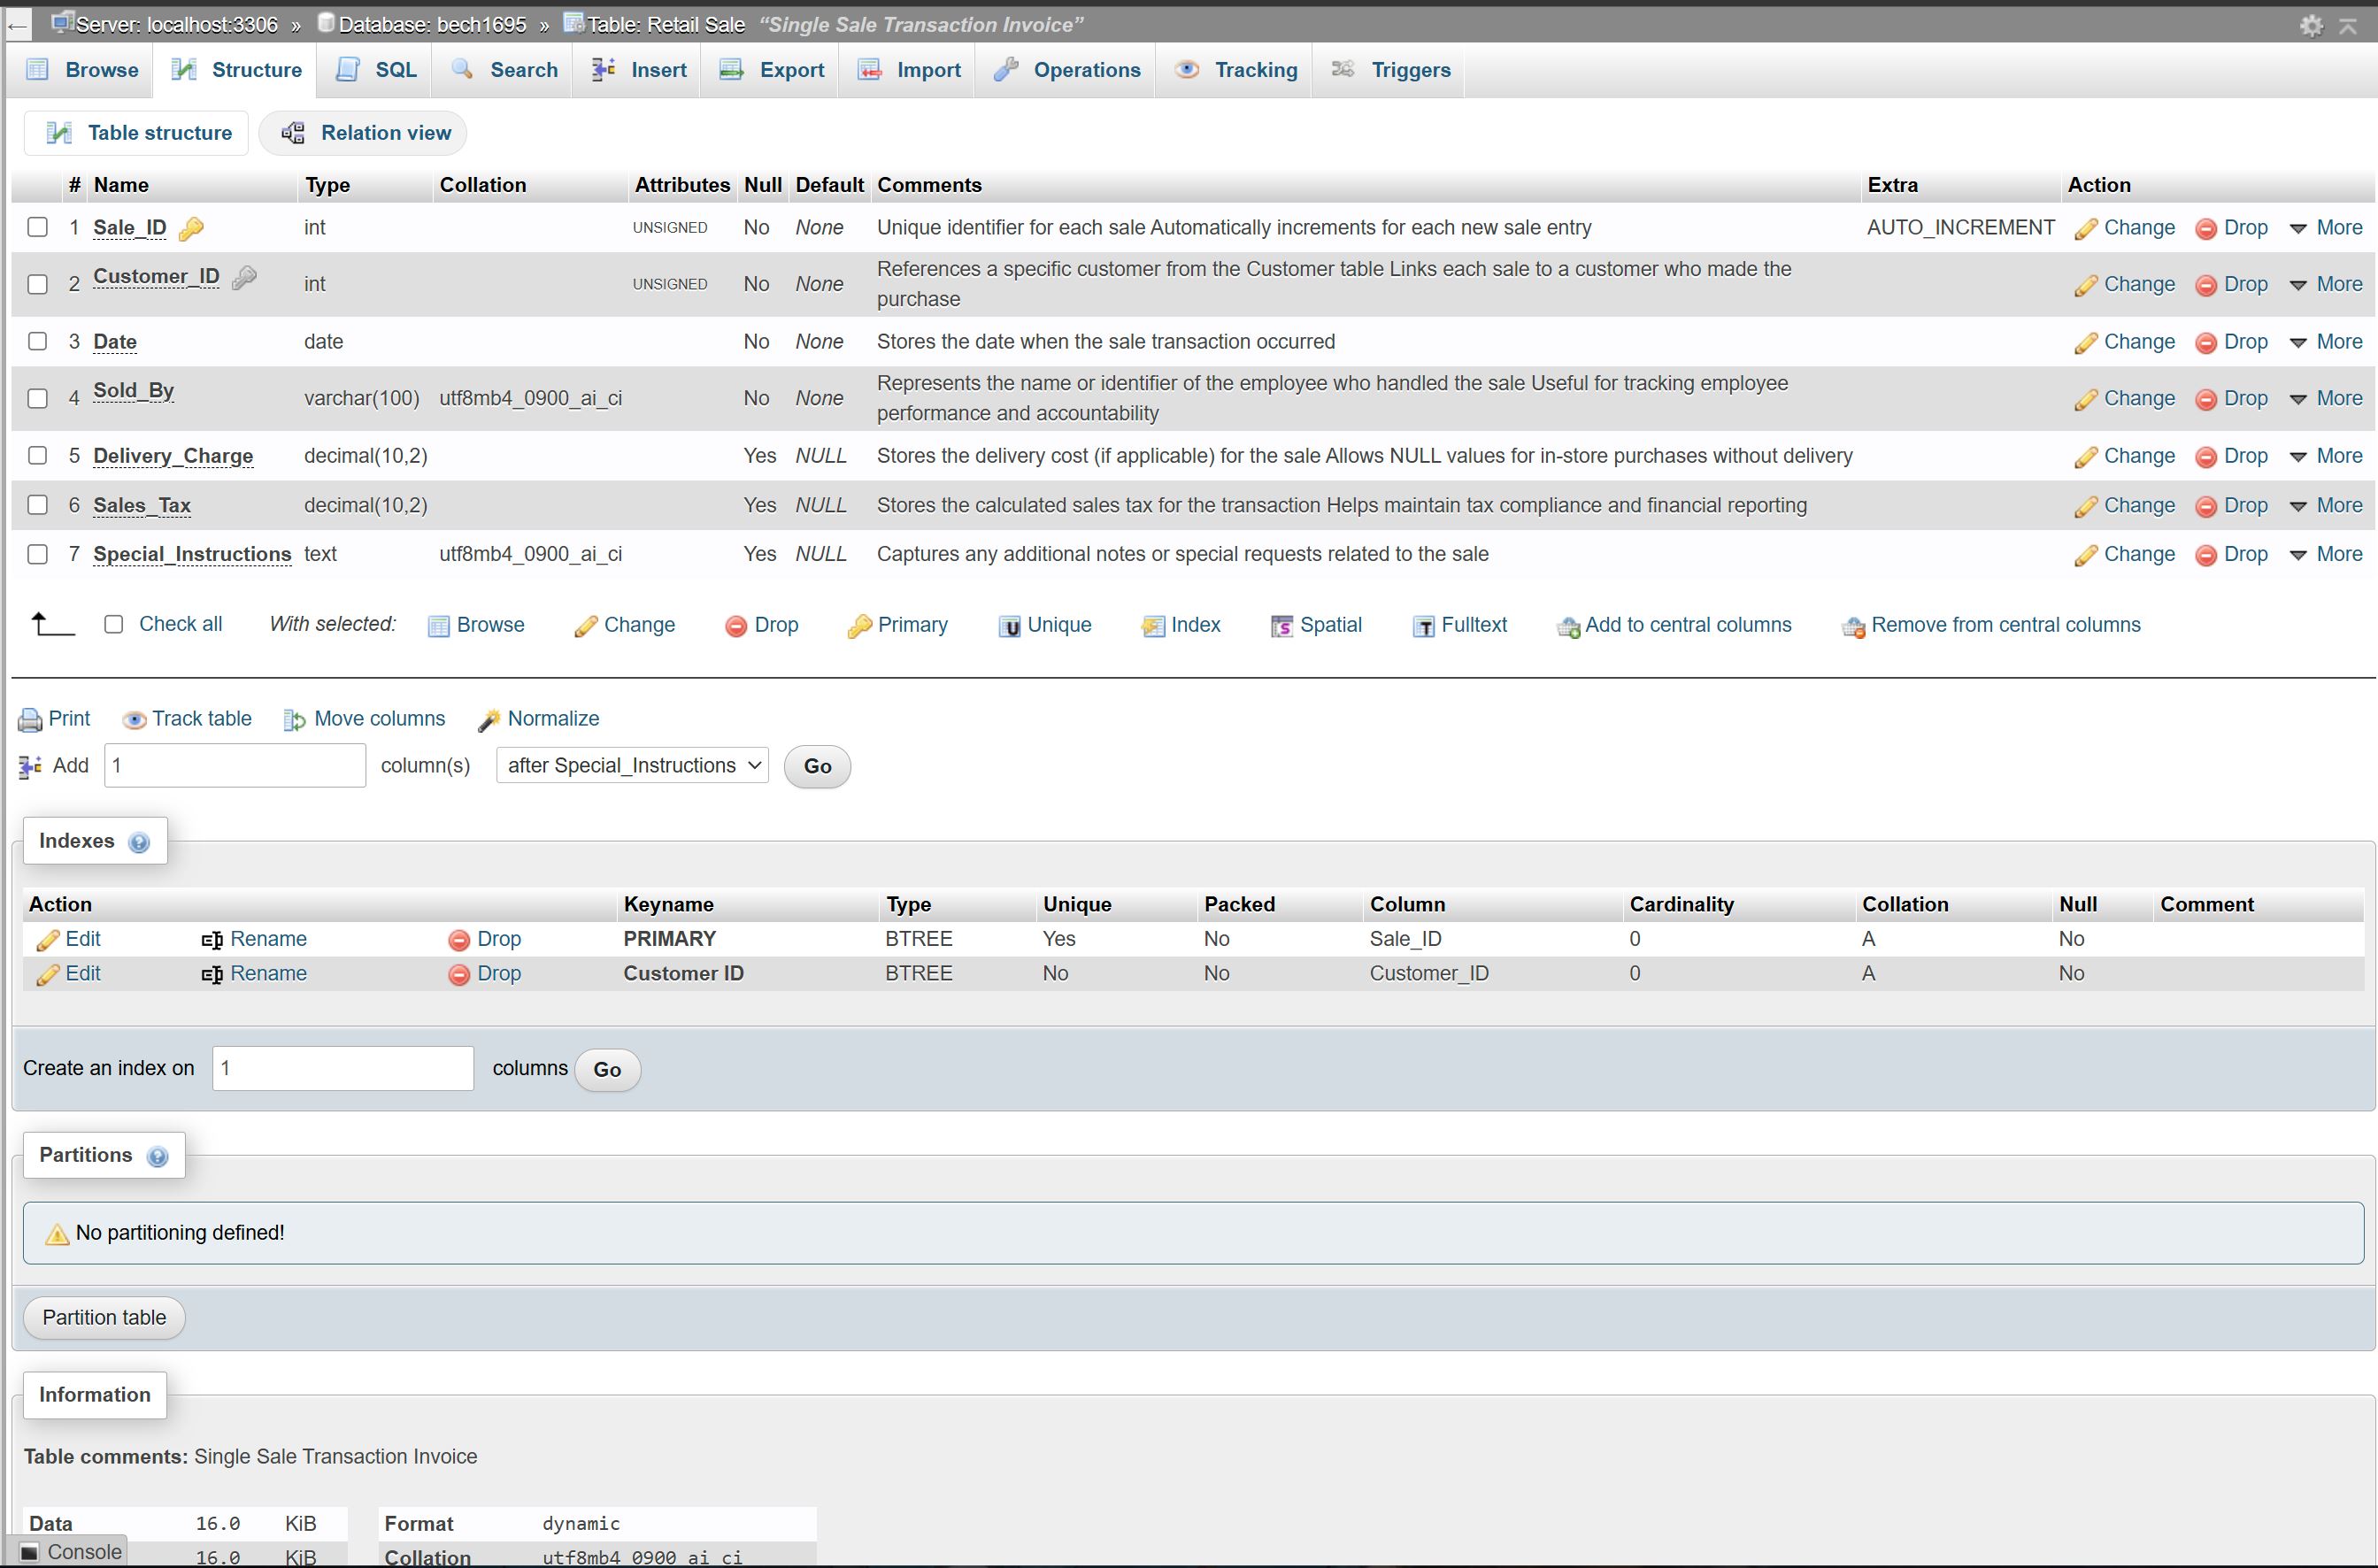 Server: localhost:3306 » Database: bech1695 » Table: Retail Sale “Single Sale Transaction Invoice”
Browse Structure SQL Search Insert Export Import Operations Tracking Triggers
Table structure Relation view
# Name Type Collation Attributes Null Default Comments Extra Action
1 Sale_ID int UNSIGNED No None Unique identifier for each sale Automatically increments for each new sale entry AUTO_INCREMENT Change Drop More
2 Customer_ID int UNSIGNED No None References a specific customer from the Customer table Links each sale to a customer who made the
purchase Change Drop More
3 Date date No None Stores the date when the sale transaction occurred Change Drop More
4 Sold_By varchar(100) utf8mb4_0900_ai_ci No None Represents the name or identifier of the employee who handled the sale Useful for tracking employee
performance and accountability Change Drop More
5 Delivery_Charge decimal(10,2) Yes NULL Stores the delivery cost (if applicable) for the sale Allows NULL values for in-store purchases without delivery Change Drop More
6 Sales_Tax decimal(10,2) Yes NULL Stores the calculated sales tax for the transaction Helps maintain tax compliance and financial reporting Change Drop More
7 Special_Instructions text utf8mb4_0900_ai_ci Yes NULL Captures any additional notes or special requests related to the sale Change Drop More
Check all With selected: Browse Change Drop Primary Unique Index Spatial Fulltext Add to central columns Remove from central columns
Print Track table Move columns Normalize
Add 1 column(s) after Special_Instructions Go
Indexes
Action Keyname Type Unique Packed Column Cardinality Collation Null Comment
Edit Rename Drop PRIMARY BTREE Yes No Sale_ID 0 A No
Edit Rename Drop Customer ID BTREE No No Customer_ID 0 A No
Create an index on 1 columns Go
Partitions
No partitioning defined!
Partition table
Information
Table comments: Single Sale Transaction Invoice
Data 16.0 KiB Format dynamic
Console 16.0 KiB Collation utf8mb4_0900_ai_ci